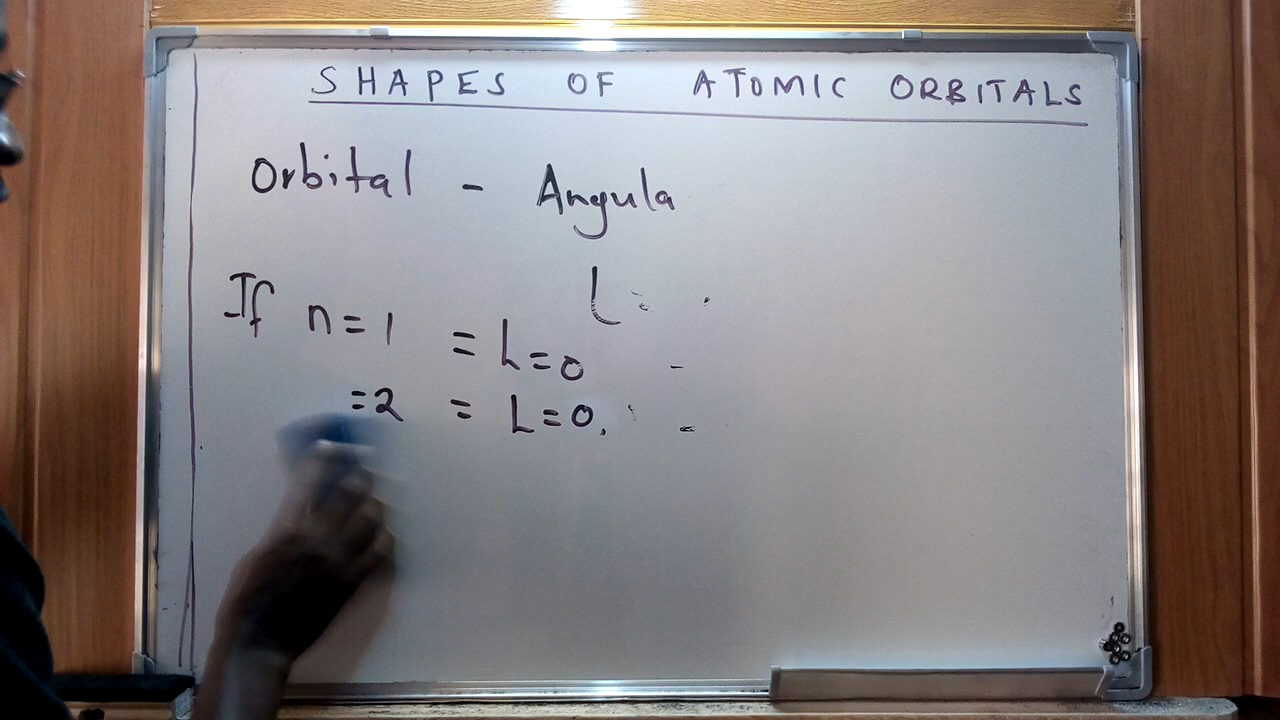 SHAPES OF ATOMIC ORBITALS
Orbital - Angula
L =
If n=1 = L=0 -
=2 = L=0, -